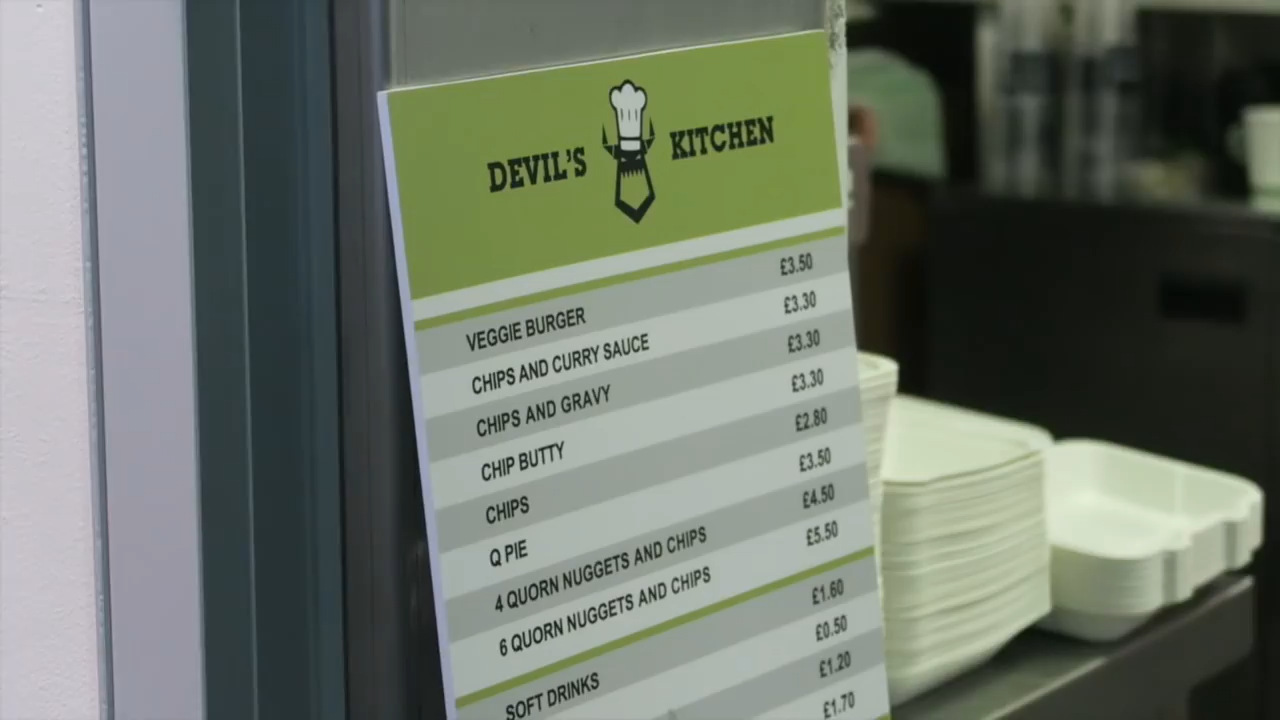 DEVIL'S KITCHEN
VEGGIE BURGER £3.50
CHIPS AND CURRY SAUCE £3.30
CHIPS AND GRAVY £3.30
CHIP BUTTY £3.30
CHIPS £2.80
Q PIE £3.50
4 QUORN NUGGETS AND CHIPS £4.50
6 QUORN NUGGETS AND CHIPS £5.50
SOFT DRINKS £1.60
£0.50
£1.20
£1.70